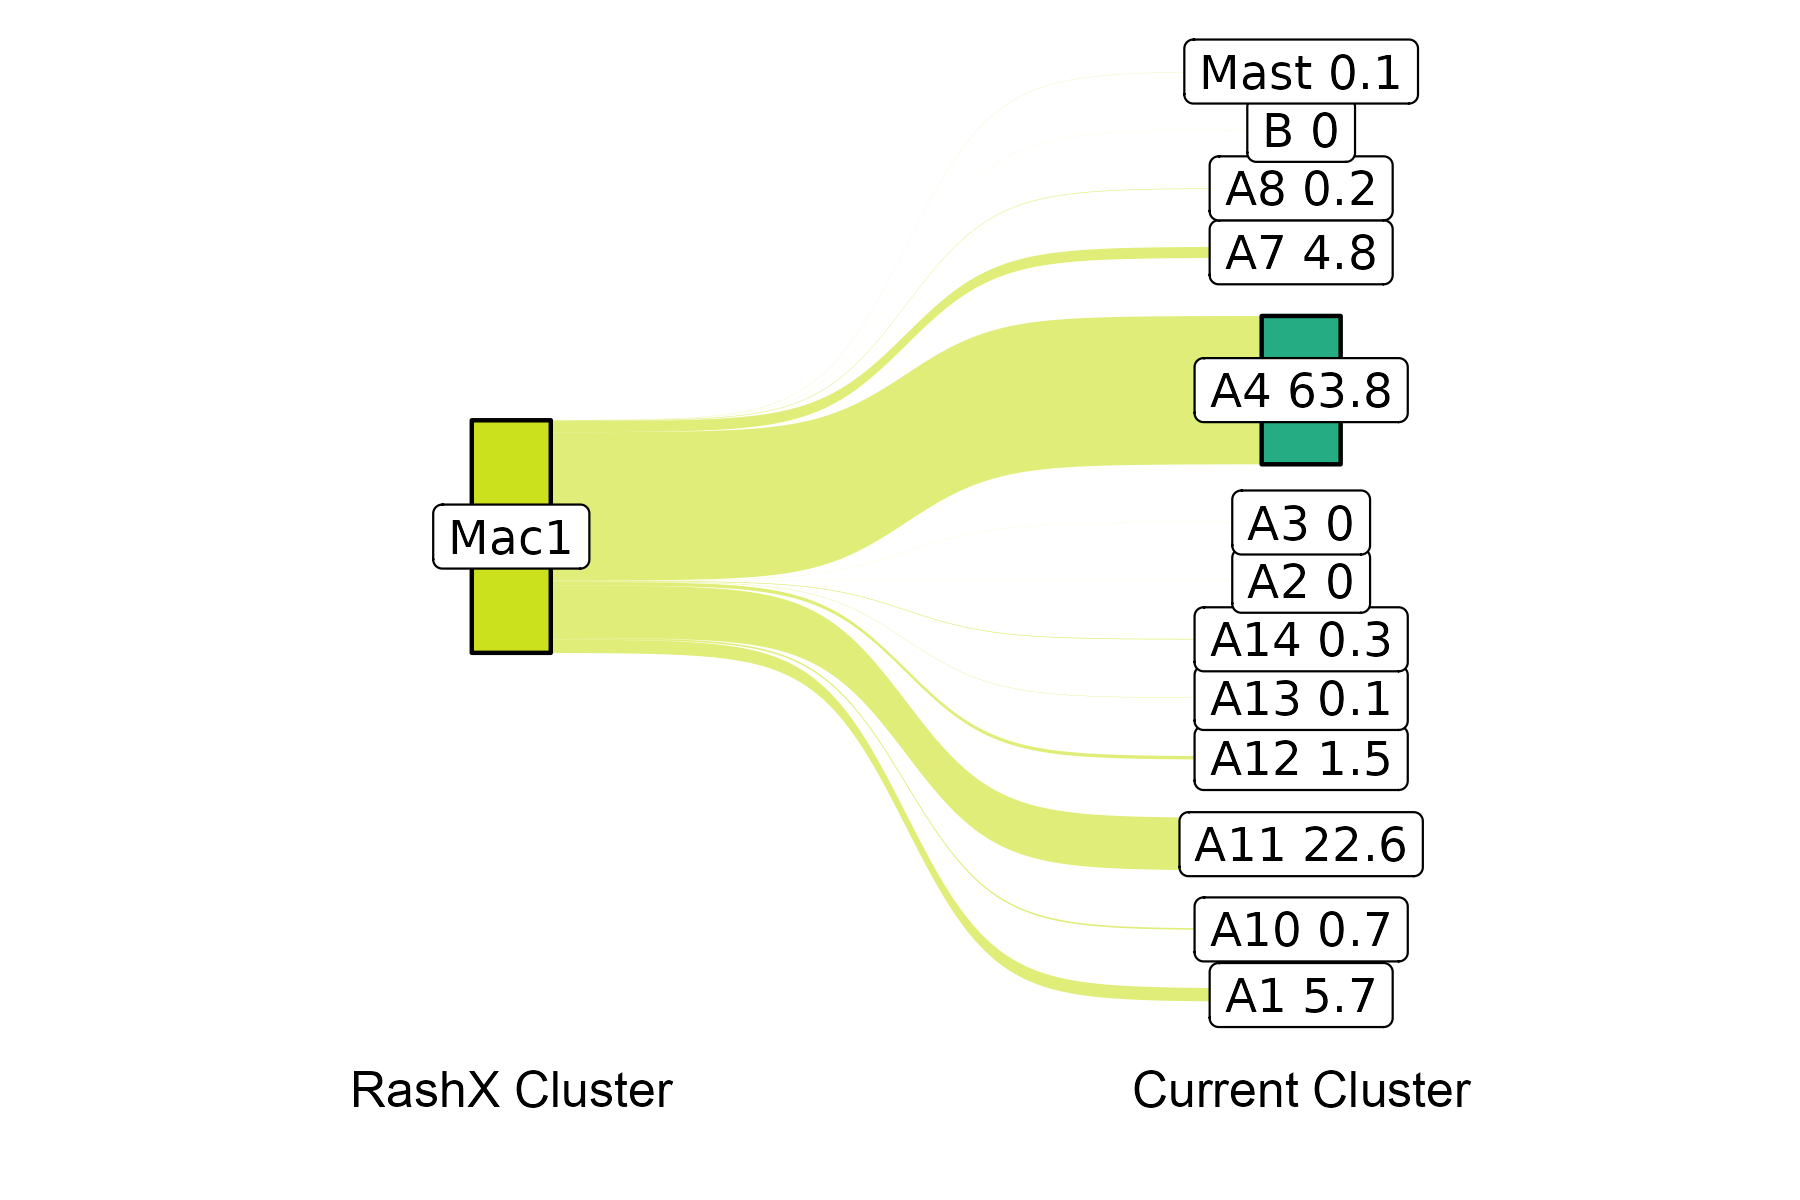 Mast 0.1
B 0
A8 0.2
A7 4.8
A4 63.8
Mac1
A3 0
A2 0
A14 0.3
A13 0.1
A12 1.5
A11 22.6
A10 0.7
A1 5.7
RashX Cluster
Current Cluster